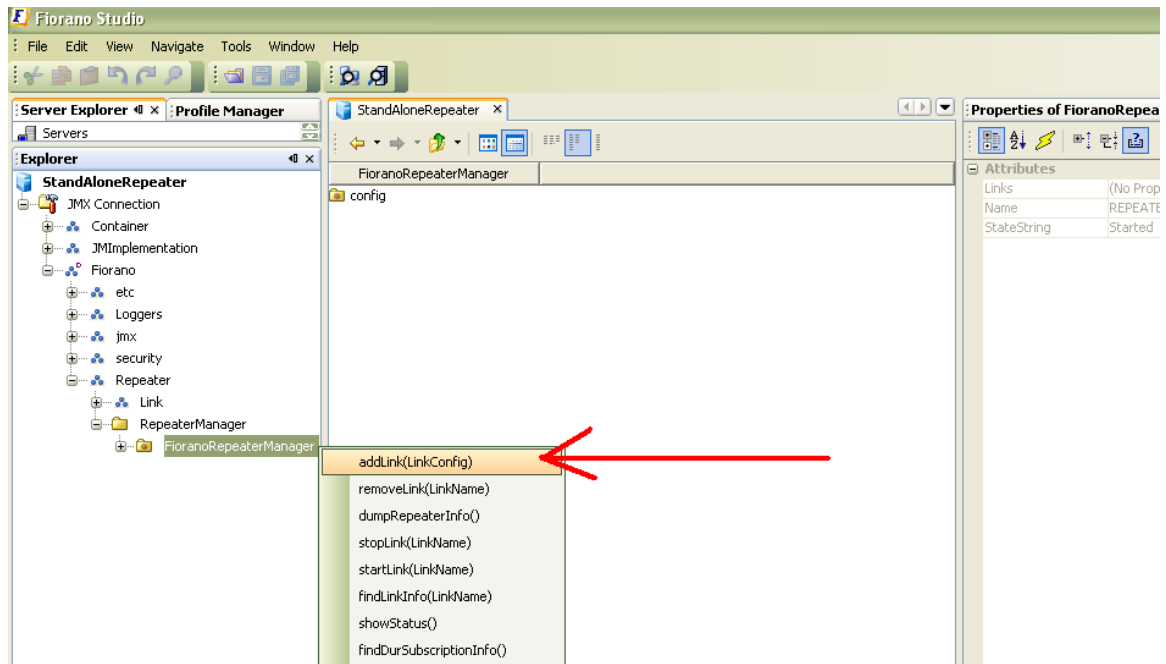 Fiorano Studio
File Edit View Navigate Tools Window Help
Server Explorer Profile Manager
Servers
Explorer
StandAloneRepeater
JMX Connection
Container
JMImplementation
Fiorano
etc
Loggers
jmx
security
Repeater
Link
RepeaterManager
FioranoRepeaterManager
StandAloneRepeater
FioranoRepeaterManager
config
addLink(LinkConfig)
removeLink(LinkName)
dumpRepeaterInfo()
stopLink(LinkName)
startLink(LinkName)
findLinkInfo(LinkName)
showStatus()
findDurSubscriptionInfo()
Properties of FioranoRepea
Attributes
Links (No Prop
Name REPEATE
StateString Started